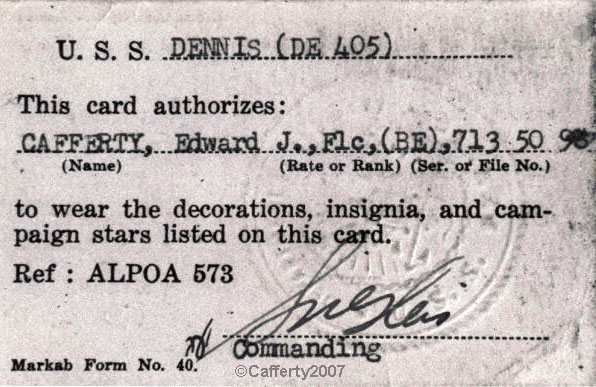 U. S. S. DENNIS (DE 405)
This card authorizes:
CAFFERTY, Edward J., F1c, (BE), 713 50 98
(Name) (Rate or Rank) (Ser. or File No.)
to wear the decorations, insignia, and cam-
paign stars listed on this card.
Ref : ALPOA 573
Commanding
Markab Form No. 40.
©Cafferty2007